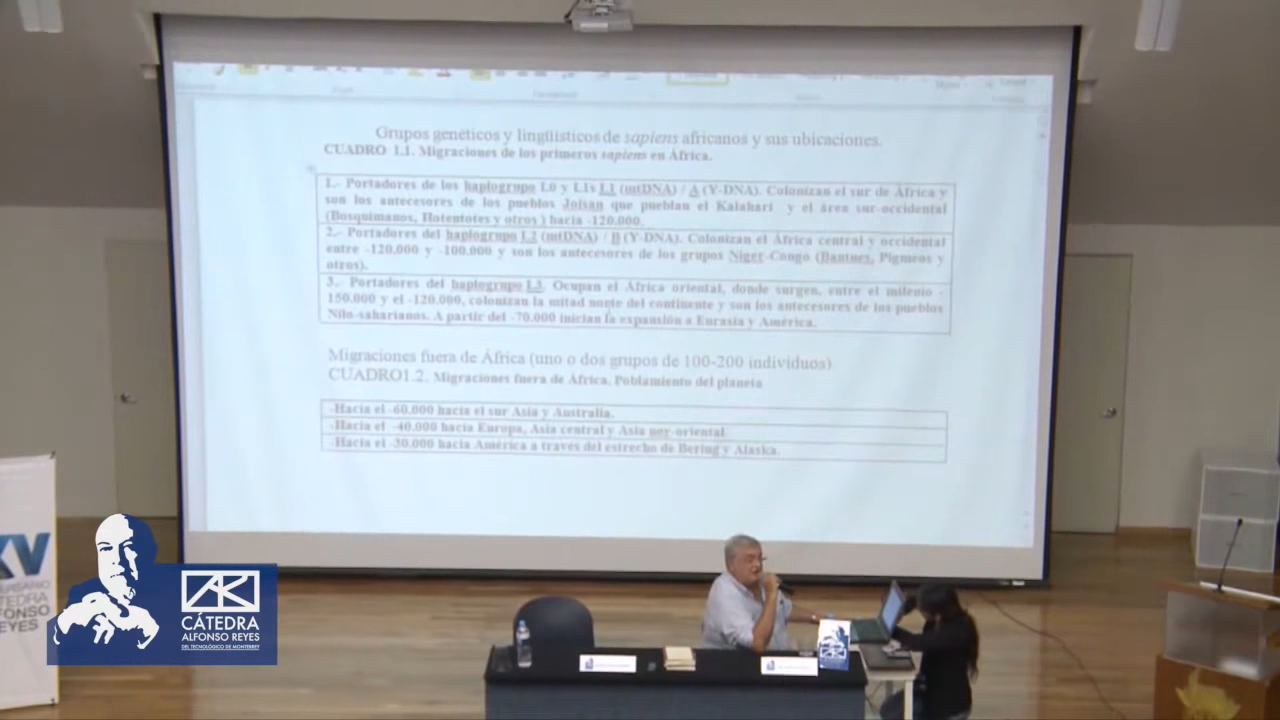 Grupos genéticos y lingüísticos de sapiens africanos y sus ubicaciones.
CUADRO 1.1. Migraciones de los primeros sapiens en África.
1.- Portadores de los haplogrupo L0 y L1s L1 (mtDNA) / A (Y-DNA). Colonizan el sur de África y
son los antecesores de los pueblos Joisan que pueblan el Kalahari y el área sur-occidental
(Bosquimanos, Hotentotes y otros ) hacia -120.000.
2.- Portadores del haplogrupo L2 (mtDNA) / B (Y-DNA). Colonizan el África central y occidental
entre -120.000 y -100.000 y son los antecesores de los grupos Niger-Congo (Bantues, Pigmeos y
otros).
3.- Portadores del haplogrupo L3. Ocupan el África oriental, donde surgen, entre el milenio -
150.000 y el -120.000, colonizan la mitad norte del continente y son los antecesores de los pueblos
Nilo-saharianos. A partir del -70.000 inician la expansión a Eurasia y América.
Migraciones fuera de África (uno o dos grupos de 100-200 individuos)
CUADRO1.2. Migraciones fuera de África. Poblamiento del planeta
-Hacia el -60.000 hacia el sur Asia y Australia.
-Hacia el -40.000 hacia Europa, Asia central y Asia nor-oriental
-Hacia el -30.000 hacia América a través del estrecho de Bering y Alaska.
XV
FONSO
REYES
AR
CÁTEDRA
ALFONSO REYES
DEL TECNOLÓGICO DE MONTERREY